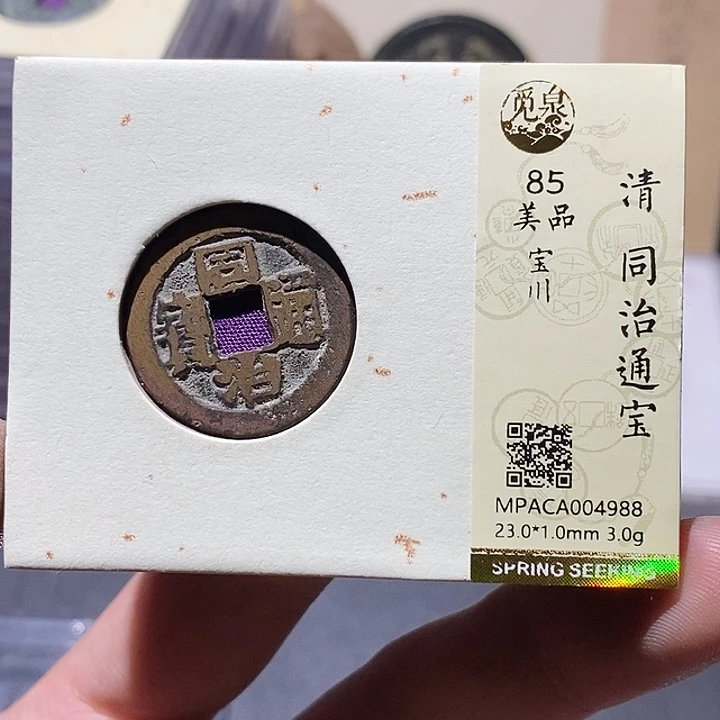 同治通寶
觅泉
85
美品
宝川
清 同治通宝
MPACA004988
23.0*1.0mm 3.0g
SPRING SEEKING